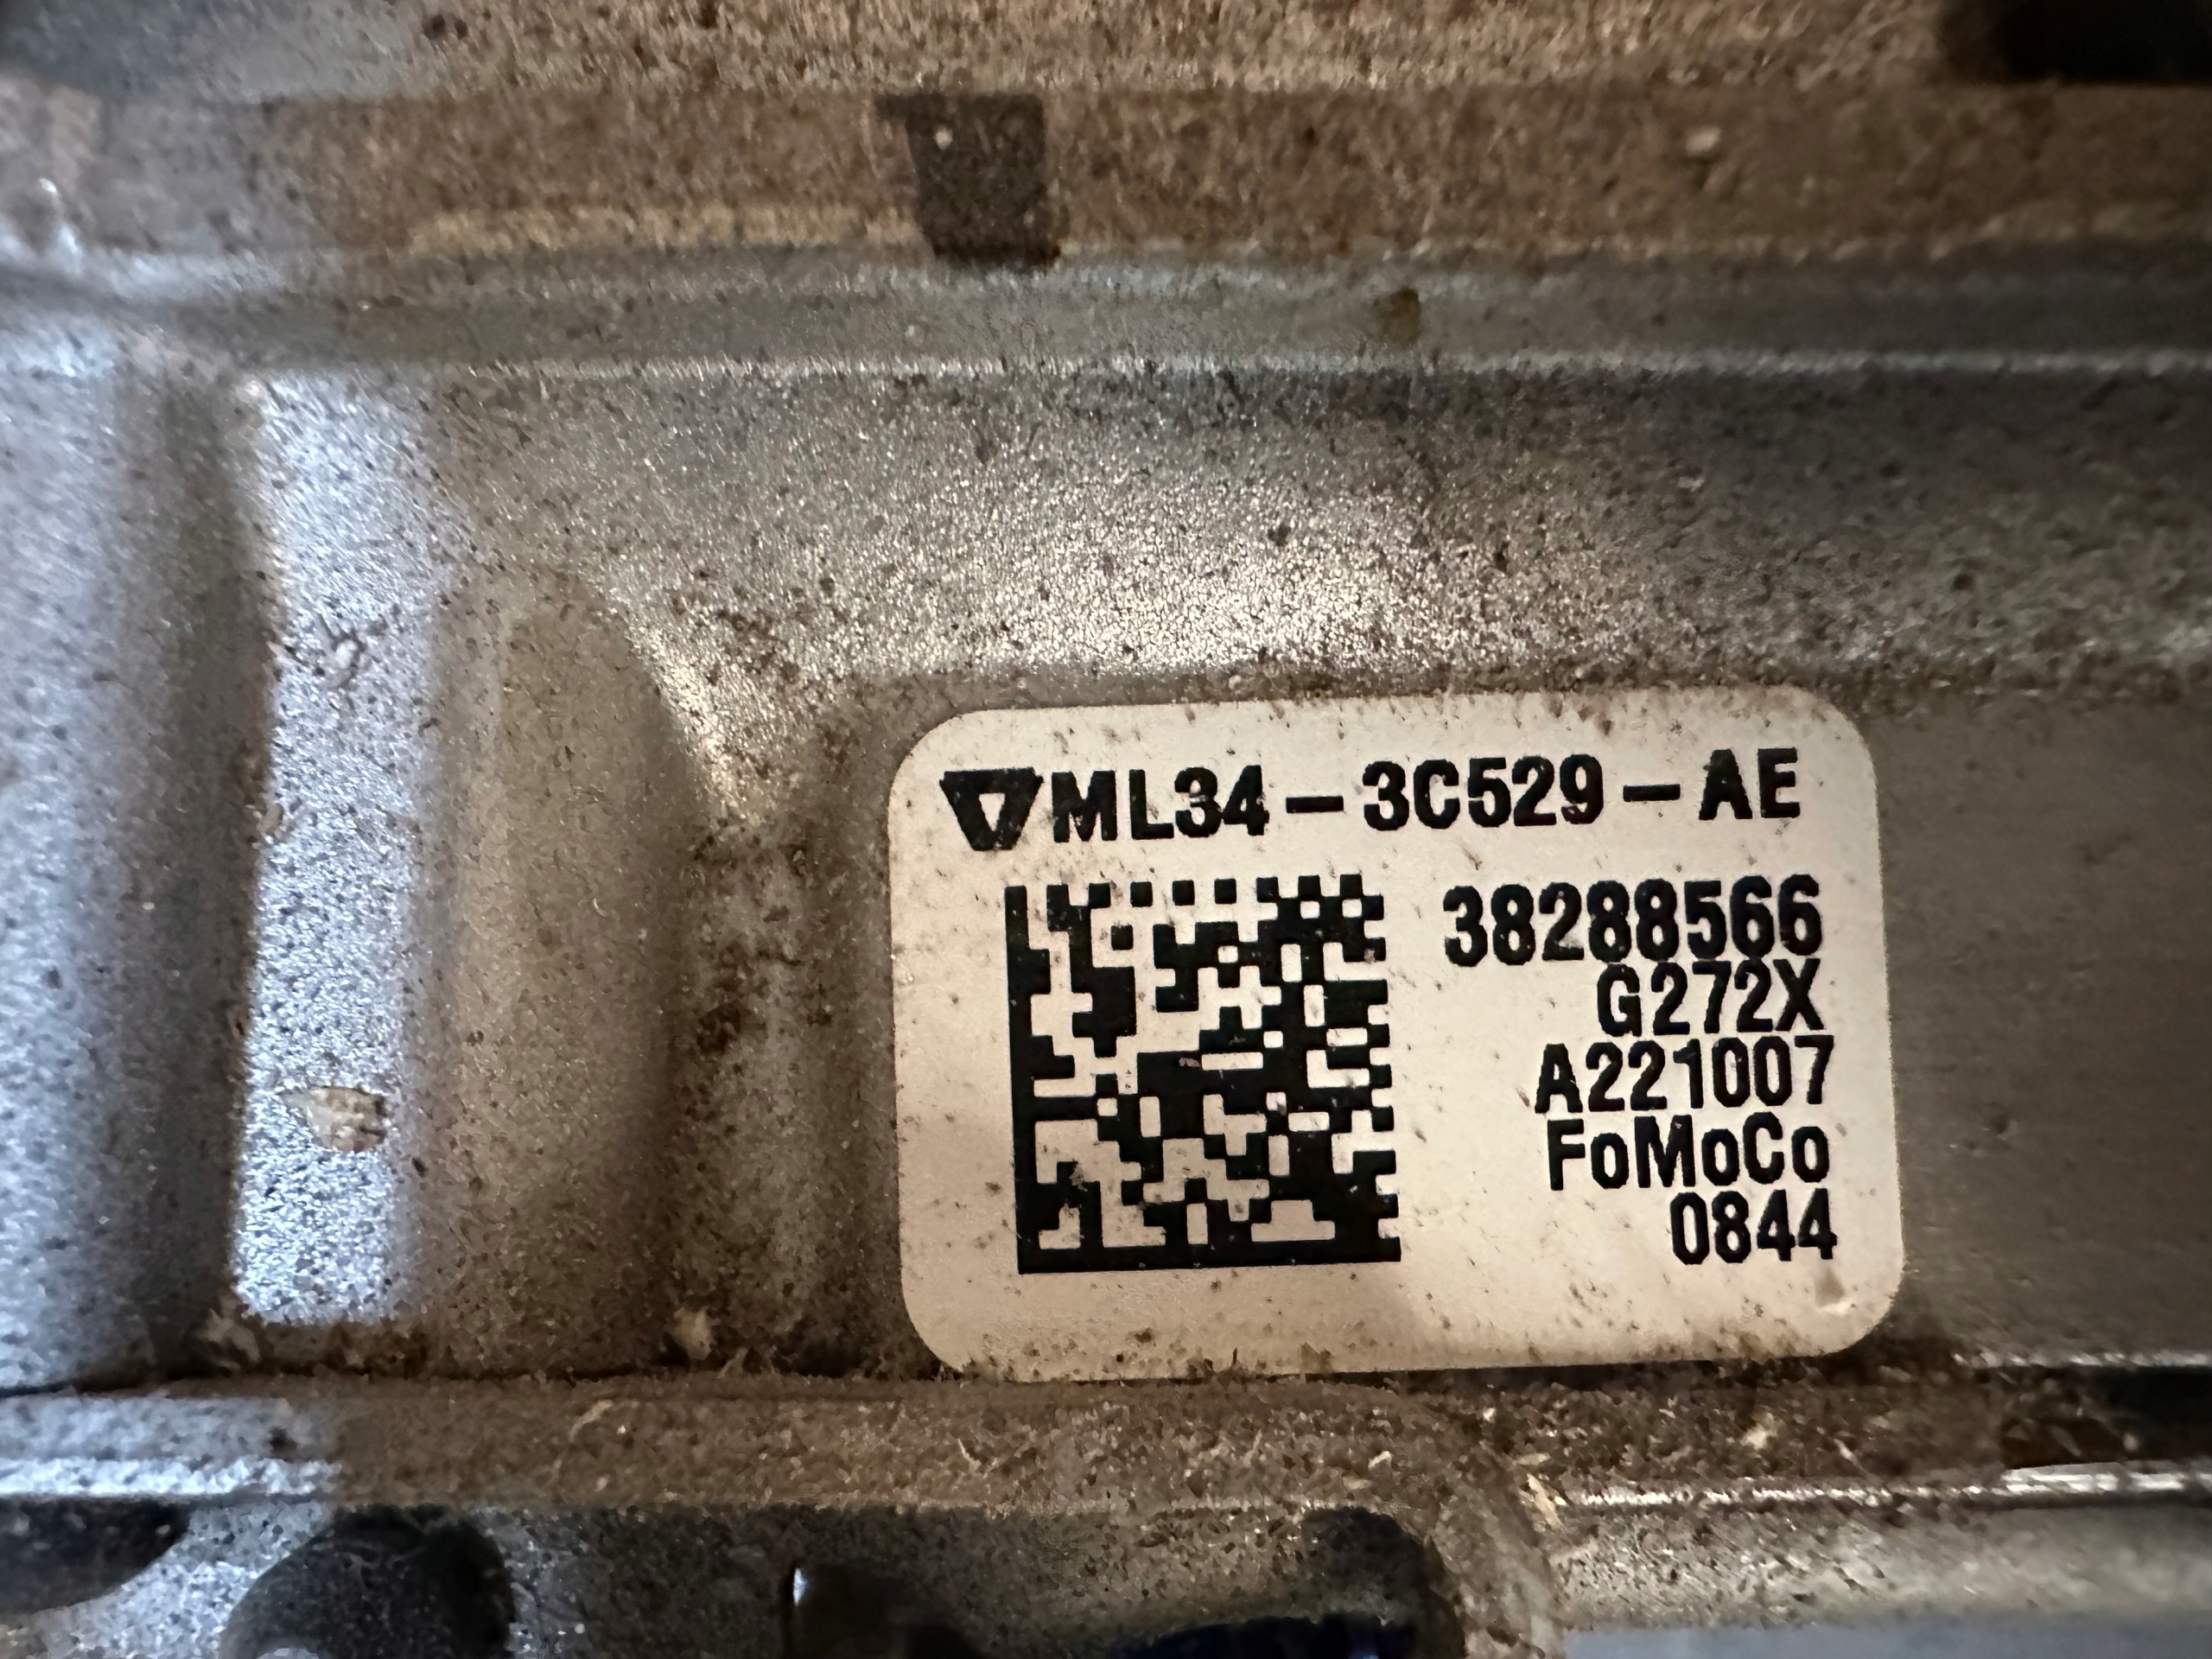 ML34-3C529-AE
38288566
G272X
A221007
FoMoCo
0844